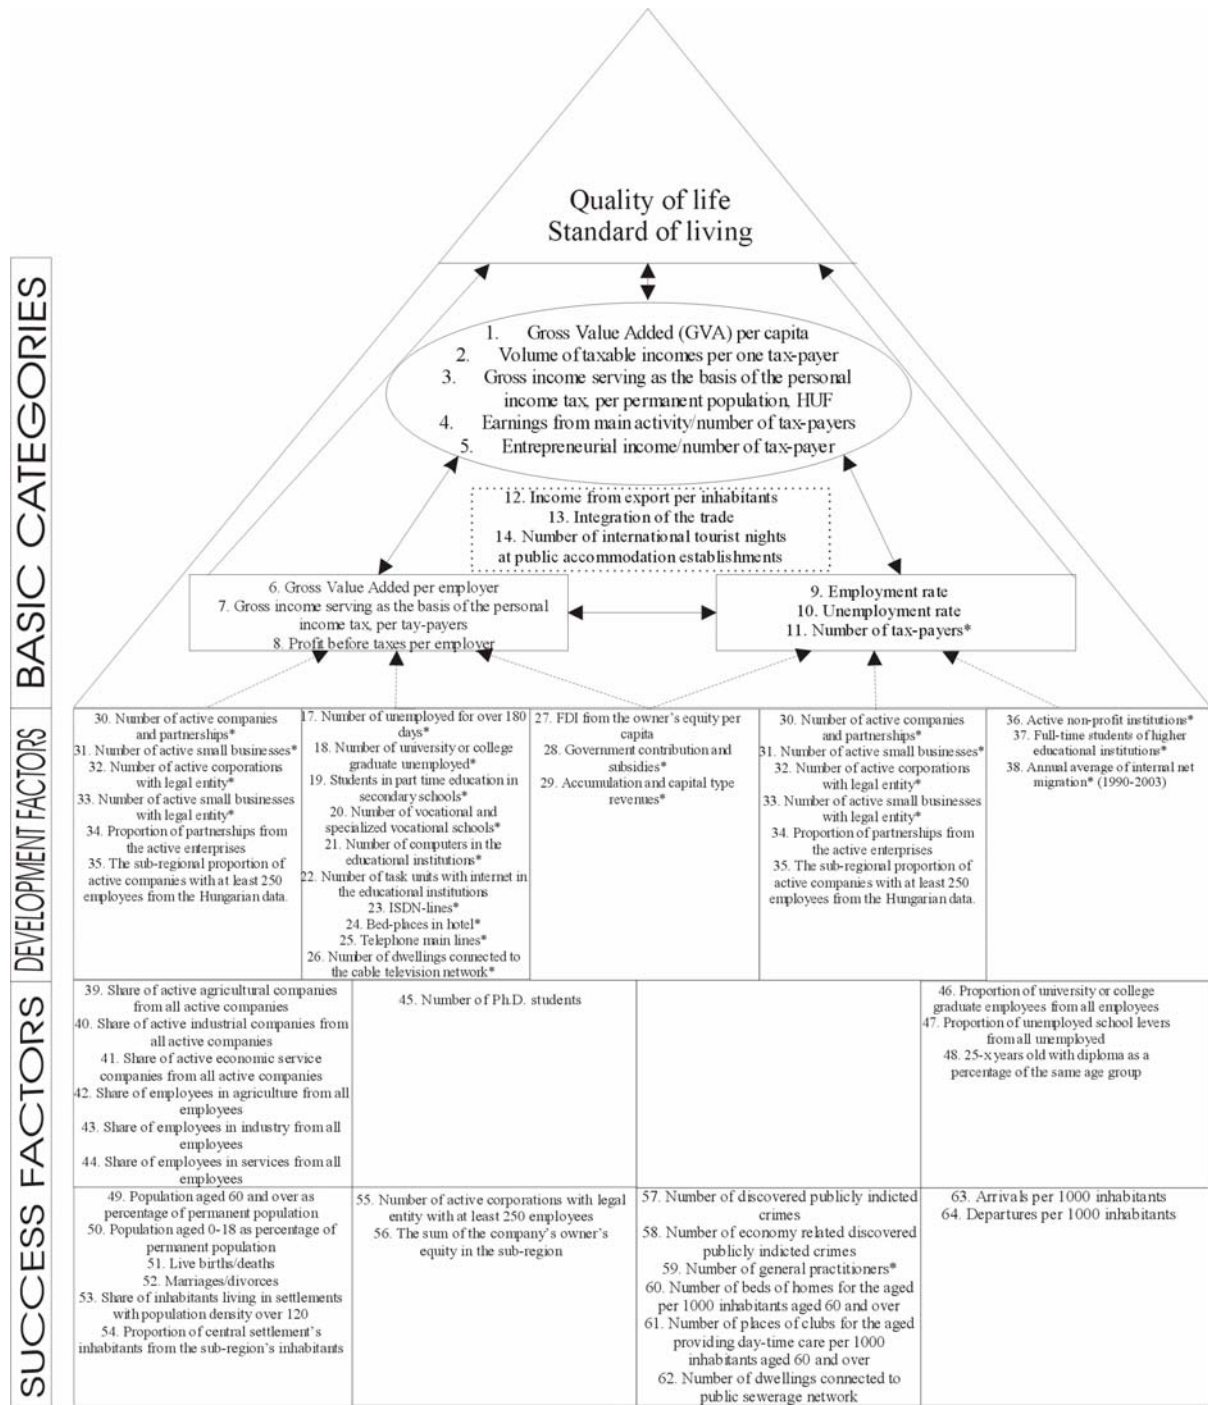 Quality of life
Standard of living
BASIC CATEGORIES
1. Gross Value Added (GVA) per capita
2. Volume of taxable incomes per one tax-payer
3. Gross income serving as the basis of the personal
income tax, per permanent population, HUF
4. Earnings from main activity/number of tax-payers
5. Entrepreneurial income/number of tax-payer
12. Income from export per inhabitants
13. Integration of the trade
14. Number of international tourist nights
at public accommodation establishments
6. Gross Value Added per employer
7. Gross income serving as the basis of the personal
income tax, per tay-payers
8. Profit before taxes per employer
9. Employment rate
10. Unemployment rate
11. Number of tax-payers*
DEVELOPMENT FACTORS
30. Number of active companies
and partnerships*
31. Number of active small businesses*
32. Number of active corporations
with legal entity*
33. Number of active small businesses
with legal entity*
34. Proportion of partnerships from
the active enterprises
35. The sub-regional proportion of
active companies with at least 250
employees from the Hungarian data.
17. Number of unemployed for over 180
days*
18. Number of university or college
graduate unemployed*
19. Students in part time education in
secondary schools*
20. Number of vocational and
specialized vocational schools*
21. Number of computers in the
educational institutions*
22. Number of task units with internet in
the educational institutions
23. ISDN-lines*
24. Bed-places in hotel*
25. Telephone main lines*
26. Number of dwellings connected to
the cable television network*
27. FDI from the owner's equity per
capita
28. Government contribution and
subsidies*
29. Accumulation and capital type
revenues*
30. Number of active companies
and partnerships*
31. Number of active small businesses*
32. Number of active corporations
with legal entity*
33. Number of active small businesses
with legal entity*
34. Proportion of partnerships from
the active enterprises
35. The sub-regional proportion of
active companies with at least 250
employees from the Hungarian data.
36. Active non-profit institutions*
37. Full-time students of higher
educational institutions*
38. Annual average of internal net
migration* (1990-2003)
SUCCESS FACTORS
39. Share of active agricultural companies
from all active companies
40. Share of active industrial companies from
all active companies
41. Share of active economic service
companies from all active companies
42. Share of employees in agriculture from all
employees
43. Share of employees in industry from all
employees
44. Share of employees in services from all
employees
45. Number of Ph.D. students
46. Proportion of university or college
graduate employees from all employees
47. Proportion of unemployed school levers
from all unemployed
48. 25-x years old with diploma as a
percentage of the same age group
49. Population aged 60 and over as
percentage of permanent population
50. Population aged 0-18 as percentage of
permanent population
51. Live births/deaths
52. Marriages/divorces
53. Share of inhabitants living in settlements
with population density over 120
54. Proportion of central settlement's
inhabitants from the sub-region's inhabitants
55. Number of active corporations with legal
entity with at least 250 employees
56. The sum of the company's owner's
equity in the sub-region
57. Number of discovered publicly indicted
crimes
58. Number of economy related discovered
publicly indicted crimes
59. Number of general practitioners*
60. Number of beds of homes for the aged
per 1000 inhabitants aged 60 and over
61. Number of places of clubs for the aged
providing day-time care per 1000
inhabitants aged 60 and over
62. Number of dwellings connected to
public sewerage network
63. Arrivals per 1000 inhabitants
64. Departures per 1000 inhabitants